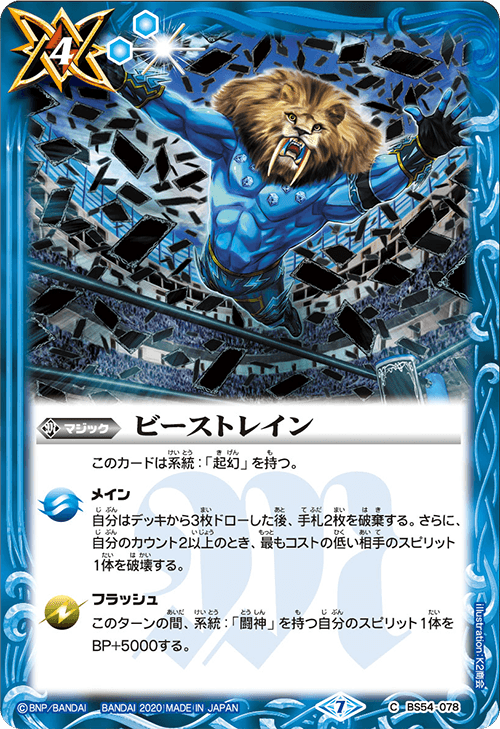 4
マジック
ビーストレイン
このカードは系統:「起幻」を持つ。
メイン
自分はデッキから3枚ドローした後、手札2枚を破棄する。さらに、
自分のカウント2以上のとき、最もコストの低い相手のスピリット
1体を破壊する。
フラッシュ
このターンの間、系統:「闘神」を持つ自分のスピリット1体を
BP+5000する。
illustration:K2商会
©BNP/BANDAI BANDAI 2020 MADE IN JAPAN
7
C BS54-078